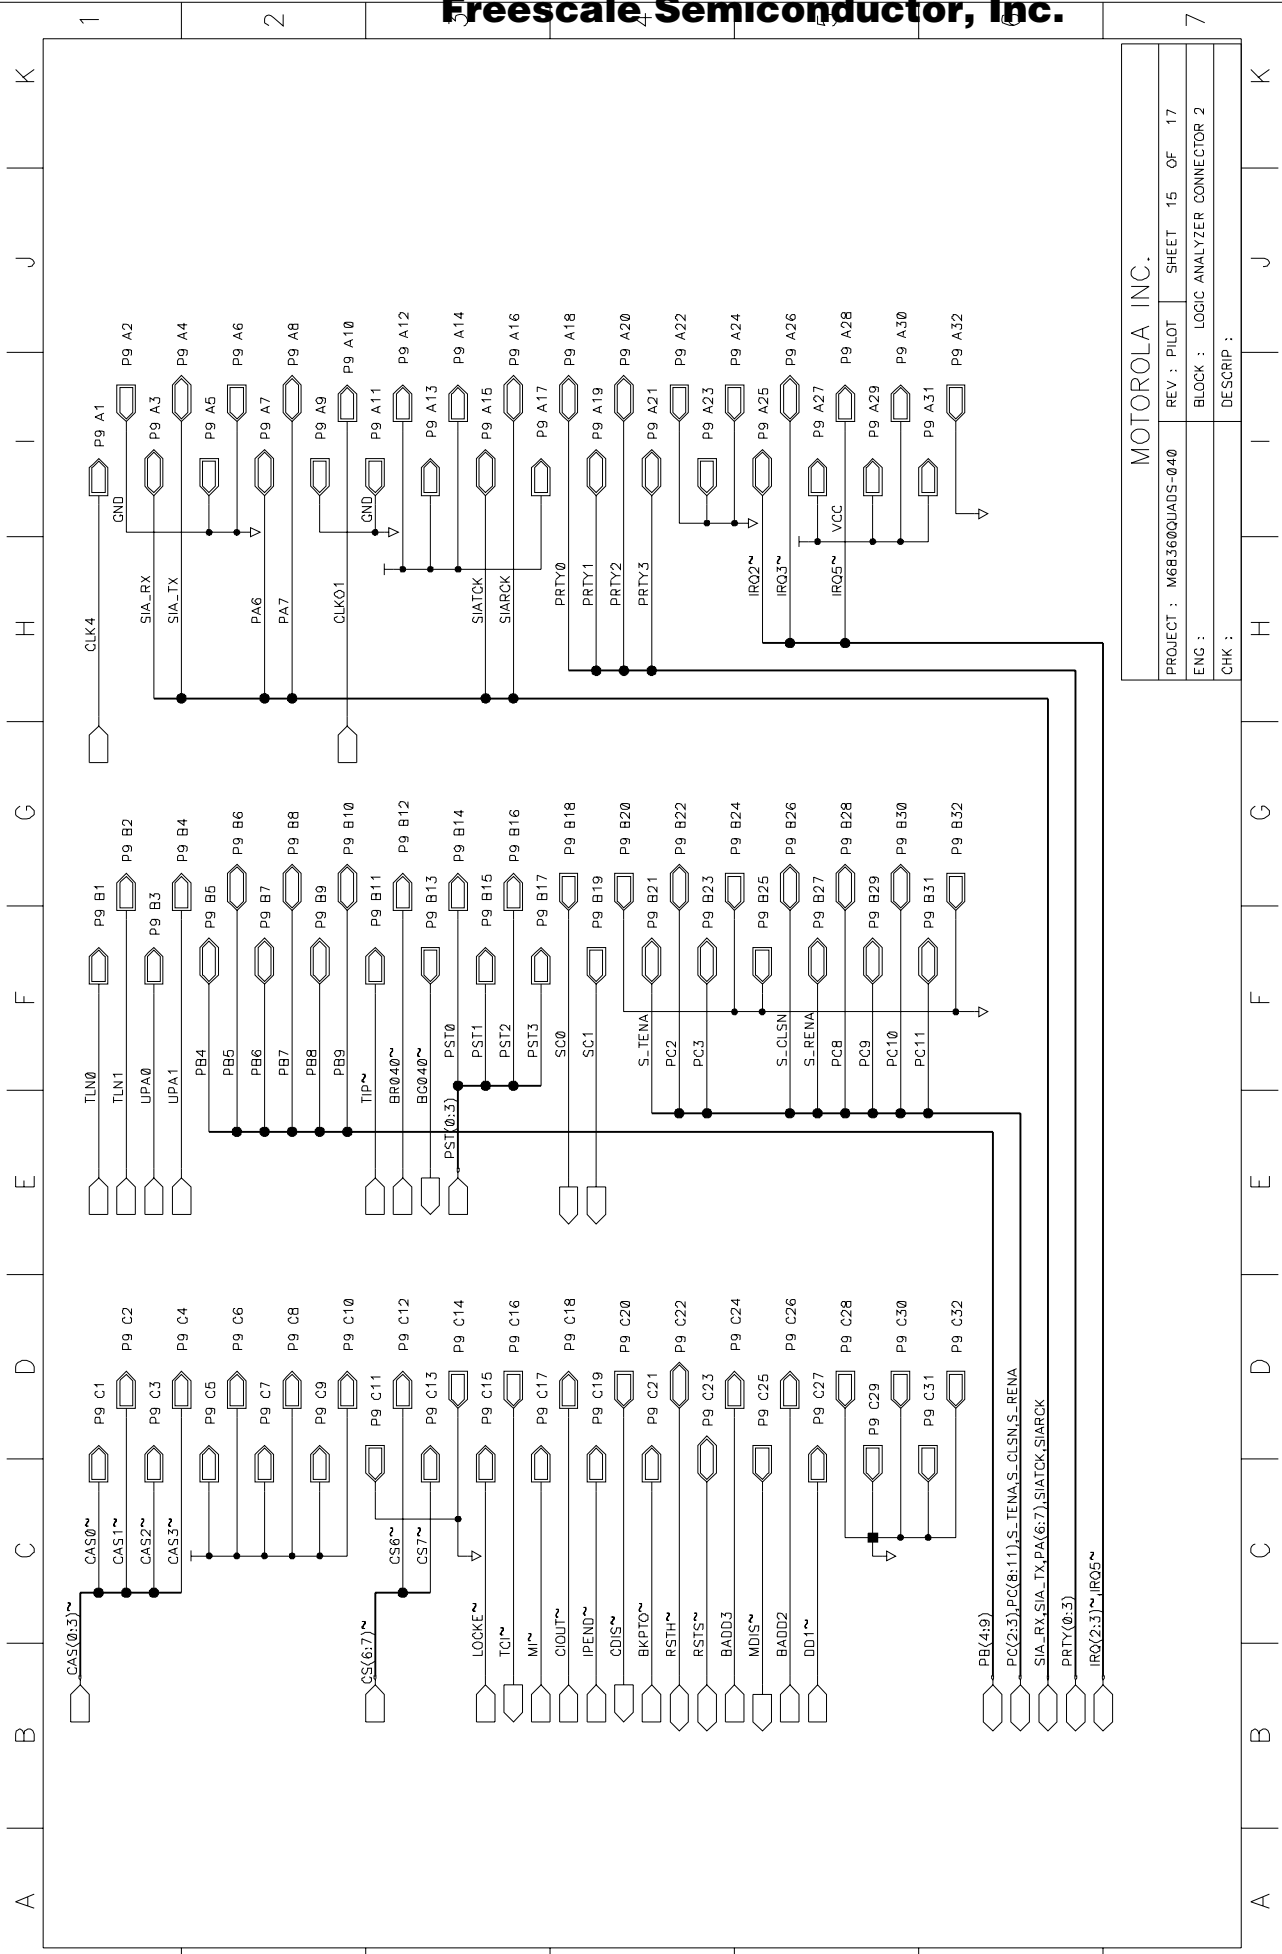 Freescale Semiconductor, Inc.
1
2
3
4
5
6
7
K
J
I
H
G
F
E
D
C
B
A
CAS(0:3)~
CAS0~ P9 C1
CAS1~ P9 C2
CAS2~ P9 C3
CAS3~ P9 C4
P9 C5
P9 C6
P9 C7
P9 C8
P9 C9
P9 C10
P9 C11
CS(6:7)~
CS6~ P9 C12
CS7~ P9 C13
P9 C14
LOCKE~ P9 C15
TCI~ P9 C16
MI~ P9 C17
CIOUT~ P9 C18
IPEND~ P9 C19
CDIS~ P9 C20
BKPTO~ P9 C21
RSTH~ P9 C22
RSTS~ P9 C23
BADD3 P9 C24
MDIS~ P9 C25
BADD2 P9 C26
DD1~ P9 C27
P9 C28
P9 C29
P9 C30
P9 C31
P9 C32
PB(4:9)
PC(2:3),PC(8:11),S_TENA,S_CLSN,S_RENA
SIA_RX,SIA_TX,PA(6:7),SIATCK,SIARCK
PRTY(0:3)
IRQ(2:3)~,IRQ5~
TLN0 P9 B1
TLN1 P9 B2
UPA0 P9 B3
UPA1 P9 B4
PB4 P9 B5
PB5 P9 B6
PB6 P9 B7
PB7 P9 B8
PB8 P9 B9
PB9 P9 B10
TIP~ P9 B11
BR040~ P9 B12
BG040~ P9 B13
PST(0:3)
PST0 P9 B14
PST1 P9 B15
PST2 P9 B16
PST3 P9 B17
SC0 P9 B18
SC1 P9 B19
P9 B20
S_TENA P9 B21
PC2 P9 B22
PC3 P9 B23
P9 B24
P9 B25
S_CLSN P9 B26
S_RENA P9 B27
PC8 P9 B28
PC9 P9 B29
PC10 P9 B30
PC11 P9 B31
P9 B32
CLK4 P9 A1
GND P9 A2
SIA_RX P9 A3
SIA_TX P9 A4
P9 A5
P9 A6
PA6 P9 A7
PA7 P9 A8
P9 A9
CLKO1 P9 A10
GND P9 A11
P9 A12
P9 A13
P9 A14
SIATCK P9 A15
SIARCK P9 A16
P9 A17
PRTY0 P9 A18
PRTY1 P9 A19
PRTY2 P9 A20
PRTY3 P9 A21
P9 A22
P9 A23
P9 A24
IRQ2~ P9 A25
IRQ3~ P9 A26
VCC P9 A27
IRQ5~ P9 A28
P9 A29
P9 A30
P9 A31
P9 A32
MOTOROLA INC.
PROJECT : M68360QUADS-040 REV : PILOT SHEET 15 OF 17
ENG : BLOCK : LOGIC ANALYZER CONNECTOR 2
CHK : DESCRIP :
K
J
I
H
G
F
E
D
C
B
A